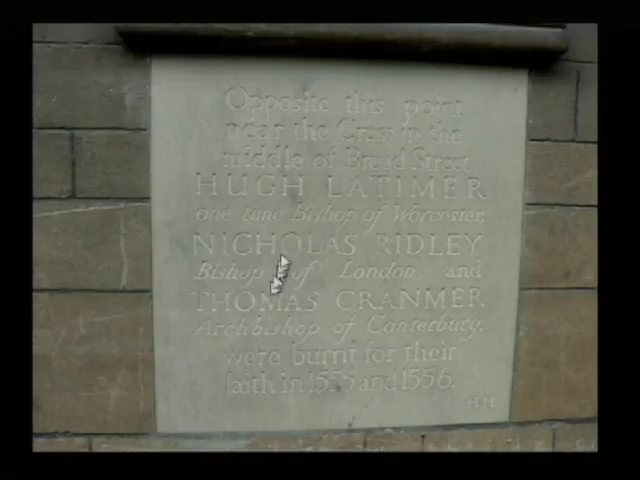 Opposite this point
near the Cross in the
middle of Broad Street
HUGH LATIMER
one time Bishop of Worcester,
NICHOLAS RIDLEY
Bishop of London, and
THOMAS CRANMER
Archbishop of Canterbury,
were burnt for their
faith in 1555 and 1556.
H.H.